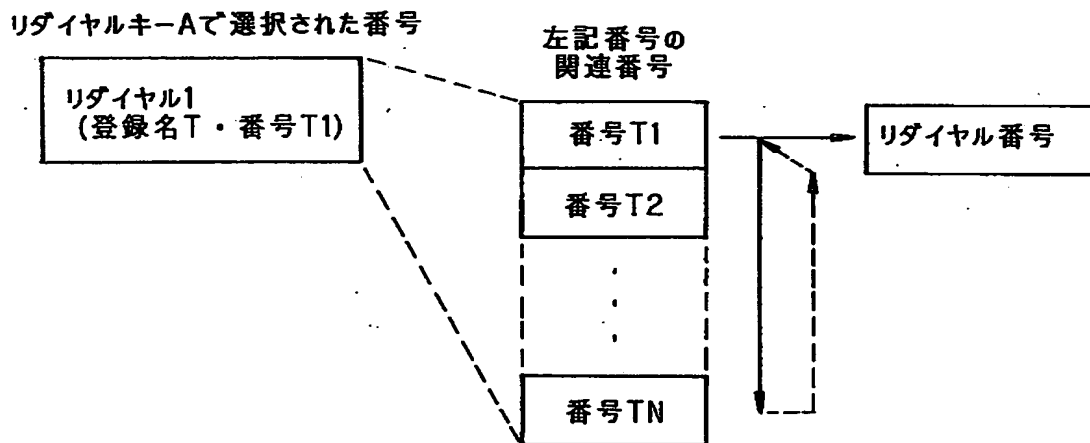 リダイヤルキーAで選択された番号
リダイヤル1
(登録名T・番号T1)
左記番号の
関連番号
番号T1
番号T2
番号TN
リダイヤル番号